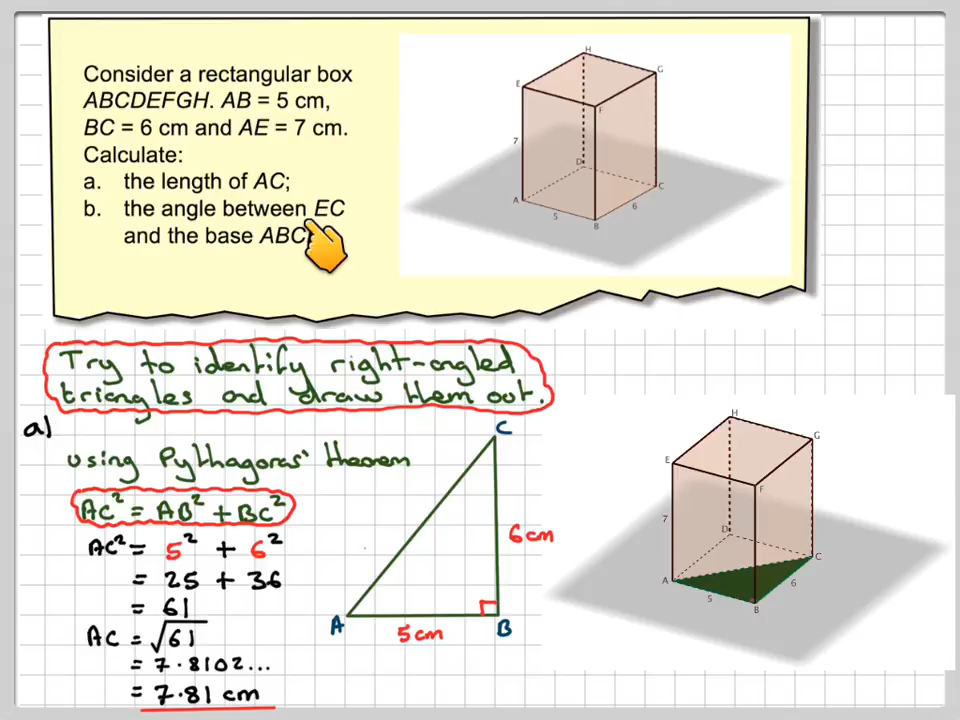 Consider a rectangular box
ABCDEFGH. AB = 5 cm,
BC = 6 cm and AE = 7 cm.
Calculate:
a. the length of AC;
b. the angle between EC
and the base ABC
H
E
G
F
7
D
A
C
5
6
B
Try to identify right-angled
triangles and draw them out.
a)
using Pythagoras' theorem
AC² = AB² + BC²
AC² = 5² + 6²
= 25 + 36
= 61
AC = √61
= 7.8102...
= 7.81 cm
C
6cm
A
5cm
B
H
G
E
F
7
D
C
A
6
5
B